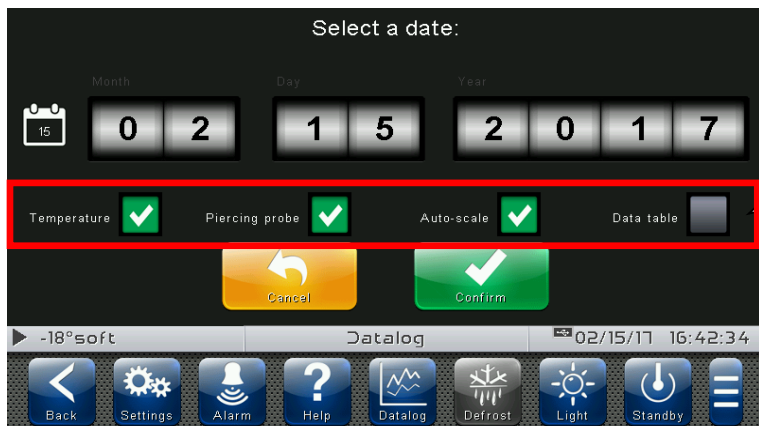 Select a date:
Month Day Year
15 0 2 1 5 2 0 1 7
Temperature Piercing probe Auto-scale Data table
Cancel Confirm
-18°soft Datalog 02/15/17 16:42:34
Back Settings Alarm Help Datalog Defrost Light Standby